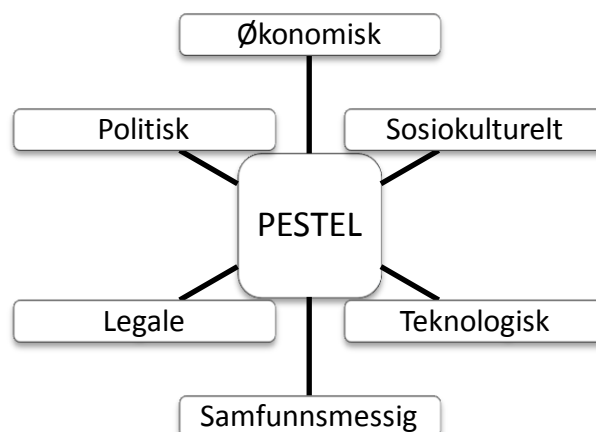 Økonomisk
Politisk
Sosiokulturelt
PESTEL
Legale
Teknologisk
Samfunnsmessig